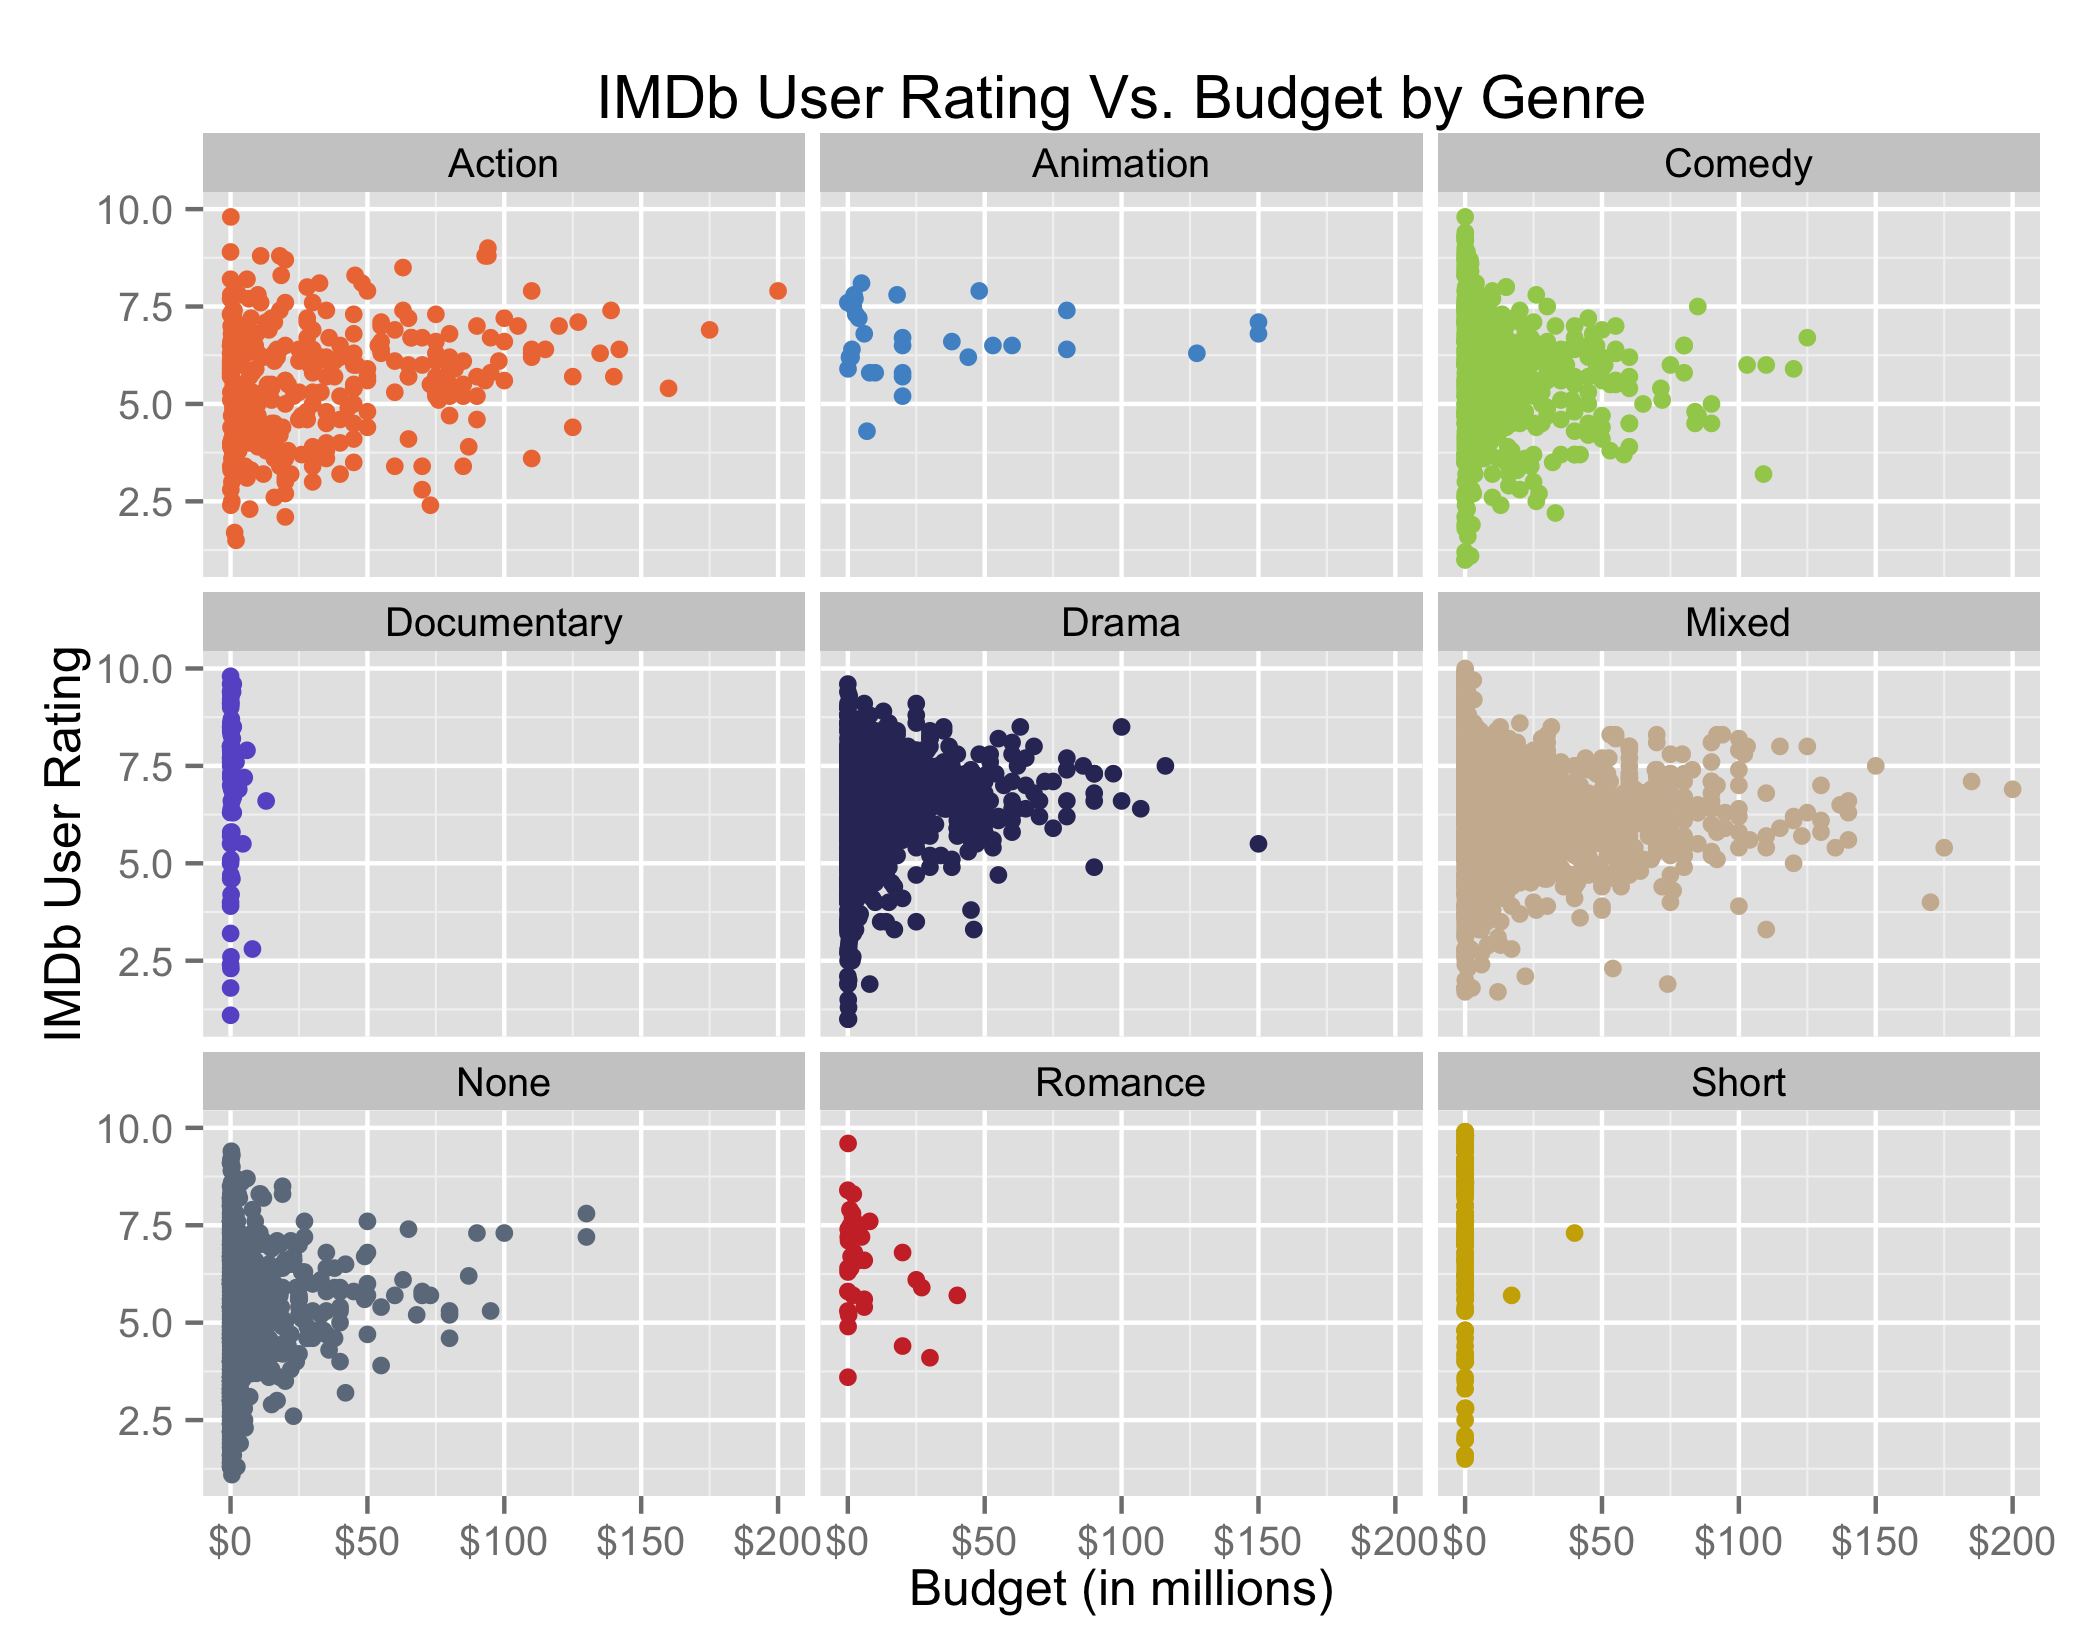 IMDb User Rating Vs. Budget by Genre
Action Animation Comedy
10.0
7.5
5.0
2.5
Documentary Drama Mixed
10.0
7.5
5.0
2.5
IMDb User Rating
None Romance Short
10.0
7.5
5.0
2.5
$0 $50 $100 $150 $200 $0 $50 $100 $150 $200 $0 $50 $100 $150 $200
Budget (in millions)